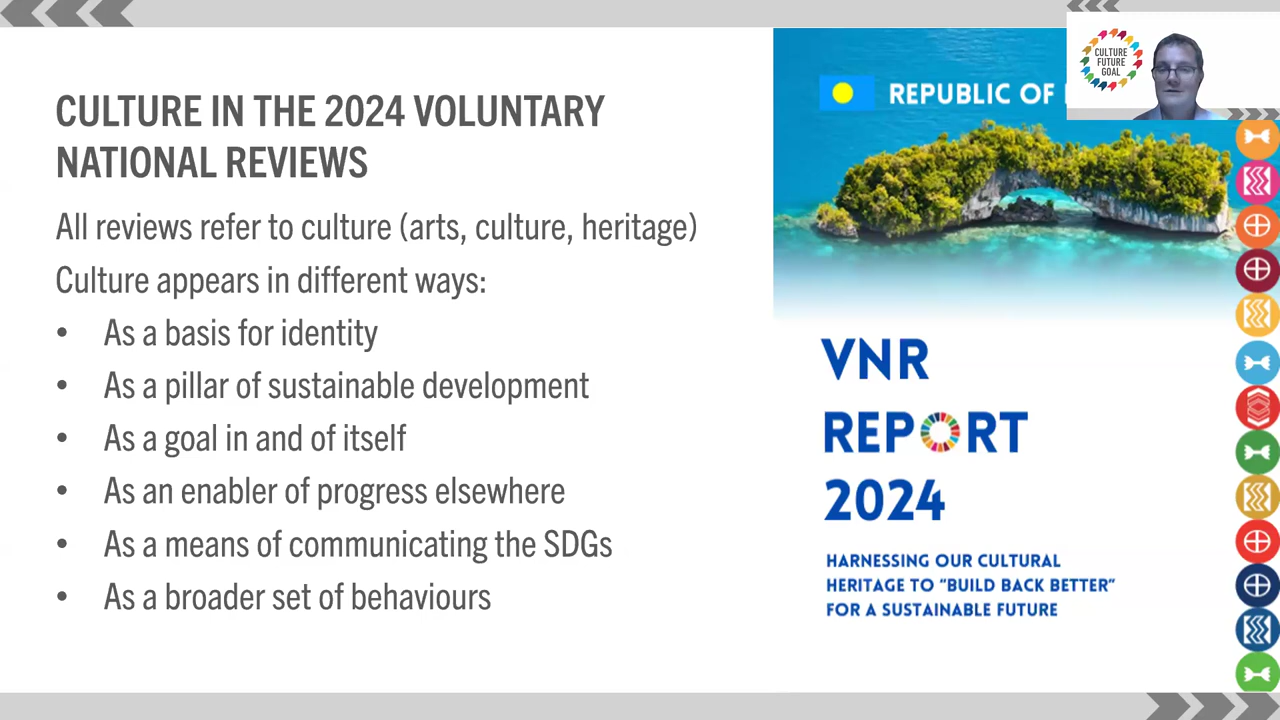 CULTURE IN THE 2024 VOLUNTARY
NATIONAL REVIEWS
All reviews refer to culture (arts, culture, heritage)
Culture appears in different ways:
• As a basis for identity
• As a pillar of sustainable development
• As a goal in and of itself
• As an enabler of progress elsewhere
• As a means of communicating the SDGs
• As a broader set of behaviours
REPUBLIC OF
VNR
REPORT
2024
HARNESSING OUR CULTURAL
HERITAGE TO “BUILD BACK BETTER”
FOR A SUSTAINABLE FUTURE
CULTURE
FUTURE
GOAL